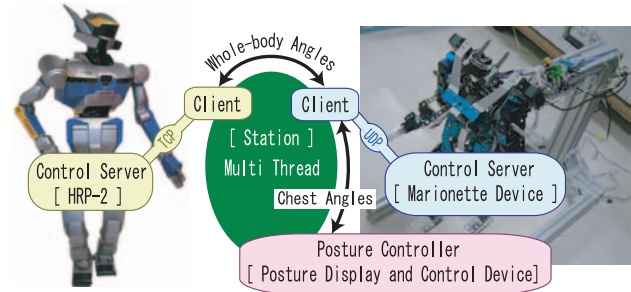 Whole-body Angles
Client
Client
TCP
UDP
[ Station ]
Multi Thread
Control Server
[ HRP-2 ]
Control Server
[ Marionette Device ]
Chest Angles
Posture Controller
[ Posture Display and Control Device]